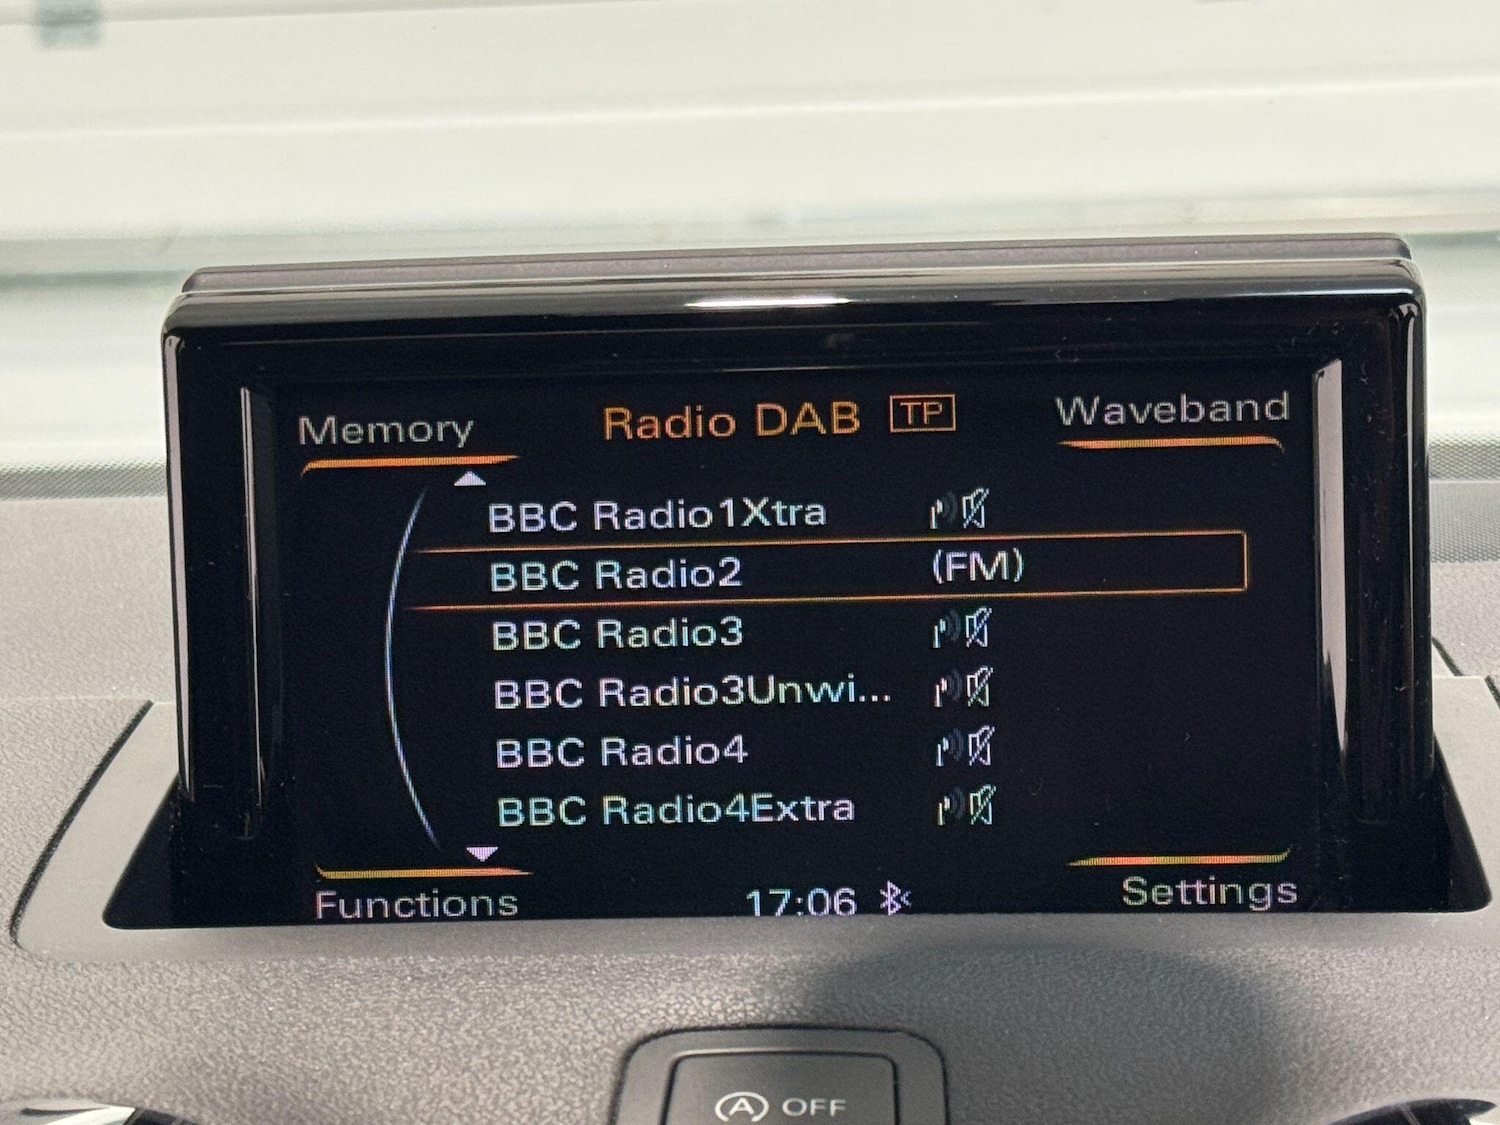 Memory Radio DAB TP Waveband
BBC Radio1Xtra
BBC Radio2 (FM)
BBC Radio3
BBC Radio3Unwi...
BBC Radio4
BBC Radio4Extra
Functions 17:06 Settings
A OFF